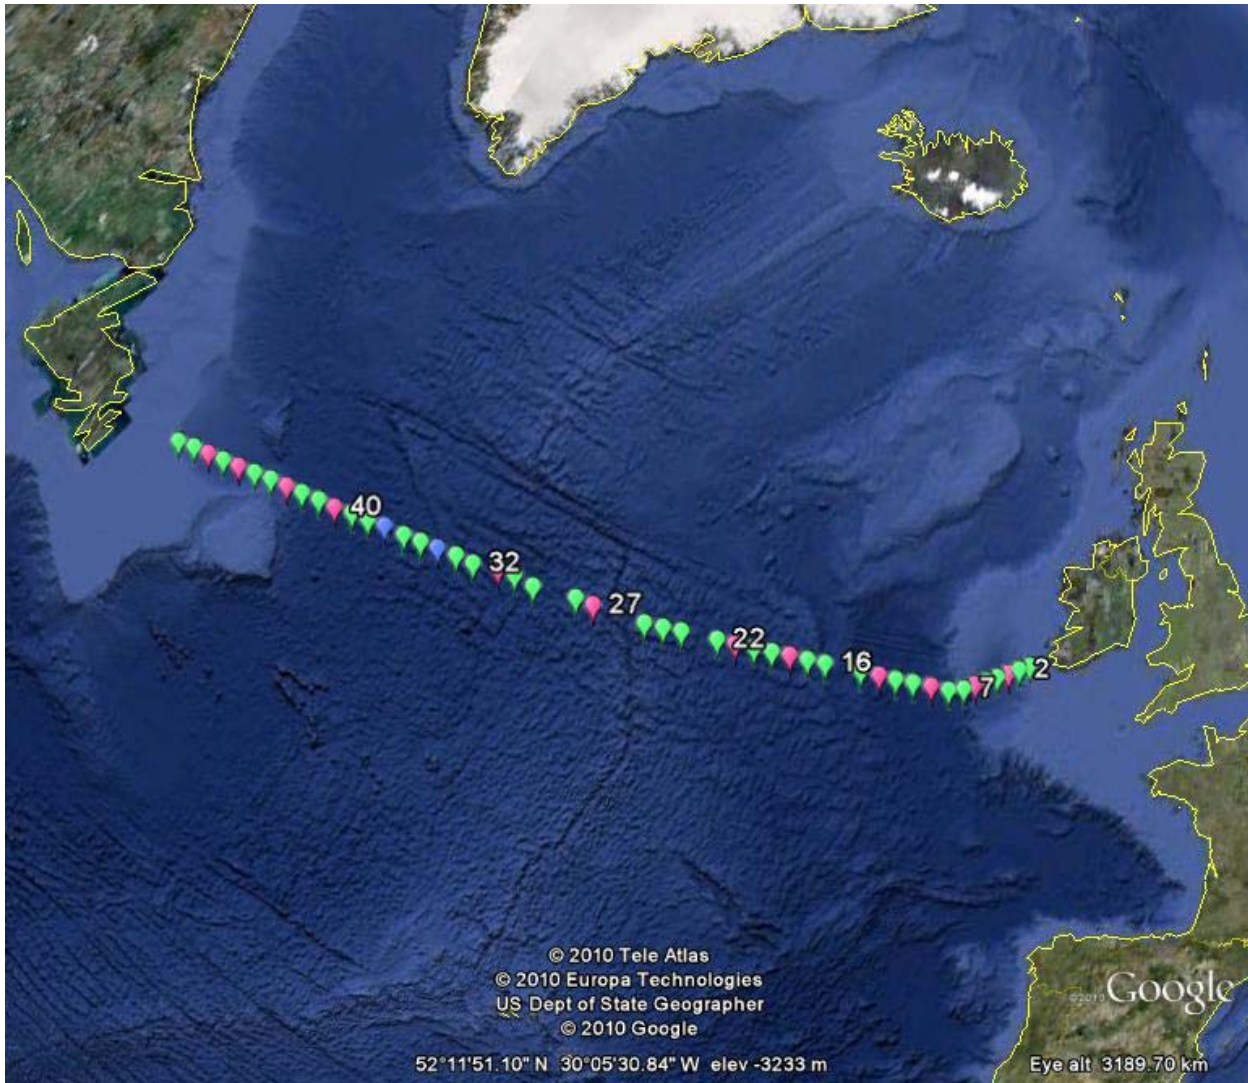 40
32
27
22
16
7
2
© 2010 Tele Atlas
© 2010 Europa Technologies
US Dept of State Geographer
© 2010 Google
©2010 Google
52°11'51.10" N 30°05'30.84" W elev -3233 m
Eye alt 3189.70 km